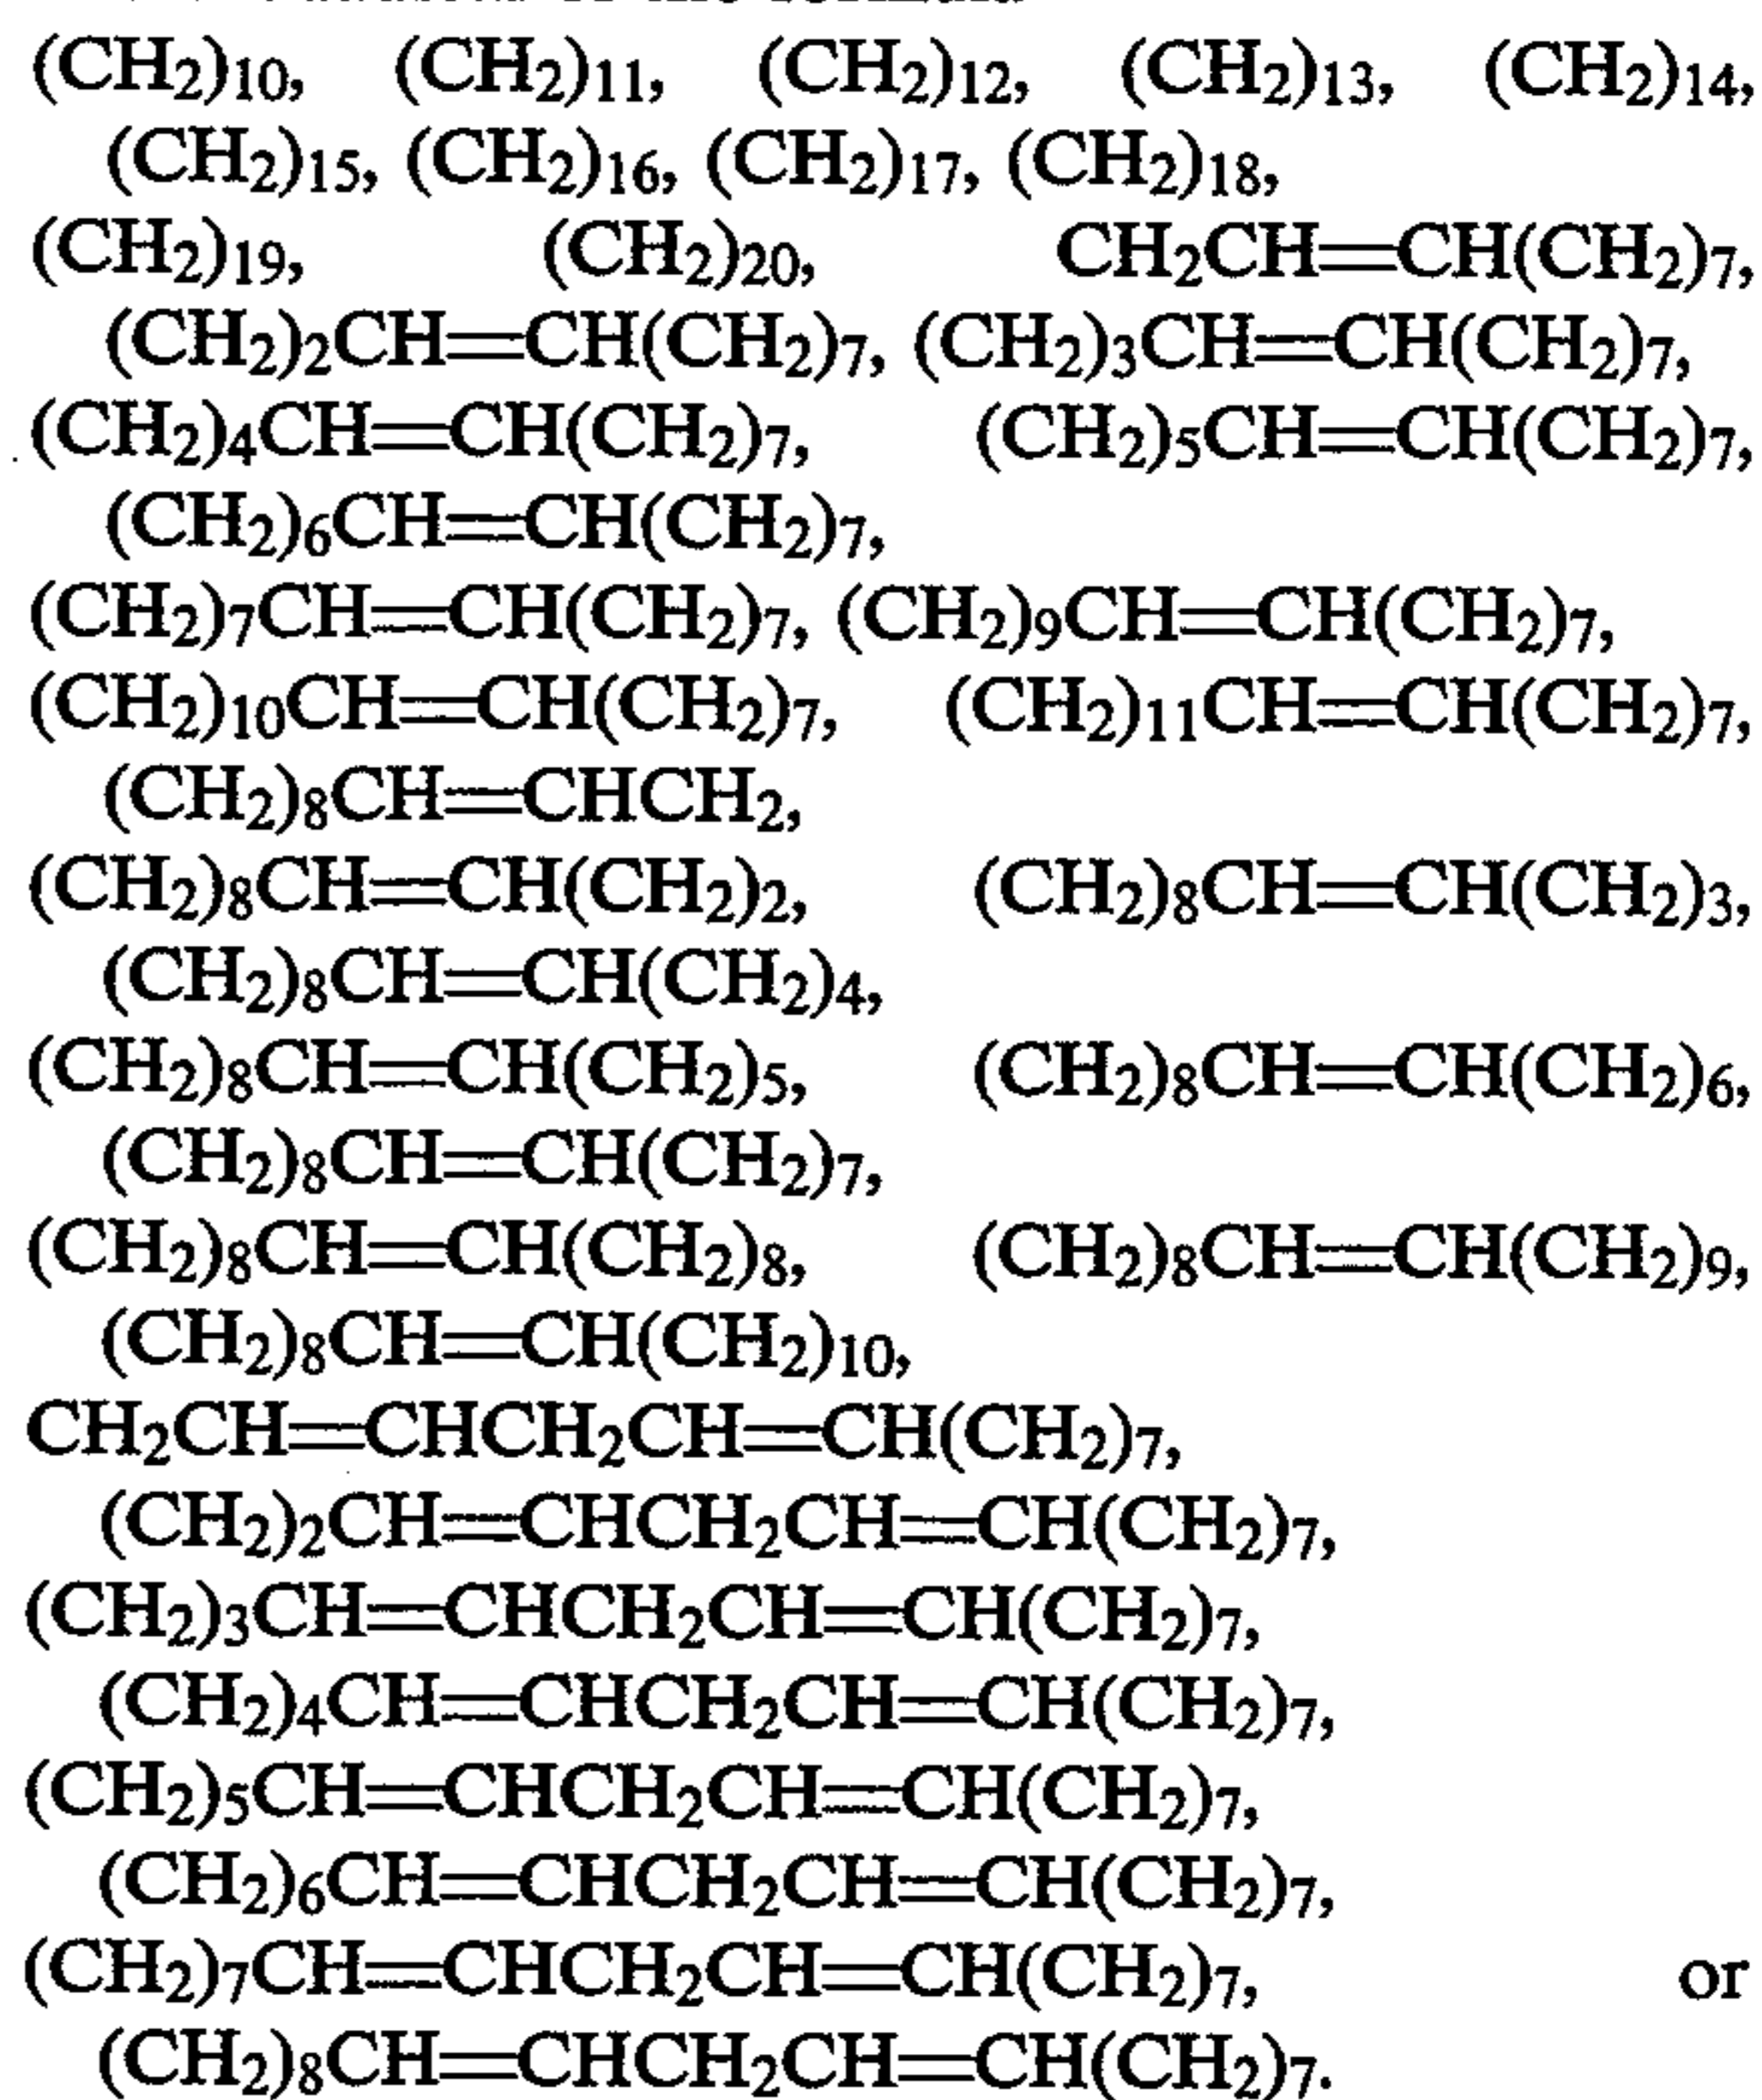 (CH2)10, (CH2)11, (CH2)12, (CH2)13, (CH2)14,
(CH2)15, (CH2)16, (CH2)17, (CH2)18,
(CH2)19, (CH2)20, CH2CH=CH(CH2)7,
(CH2)2CH=CH(CH2)7, (CH2)3CH=CH(CH2)7,
(CH2)4CH=CH(CH2)7, (CH2)5CH=CH(CH2)7,
(CH2)6CH=CH(CH2)7,
(CH2)7CH=CH(CH2)7, (CH2)9CH=CH(CH2)7,
(CH2)10CH=CH(CH2)7, (CH2)11CH=CH(CH2)7,
(CH2)8CH=CHCH2,
(CH2)8CH=CH(CH2)2, (CH2)8CH=CH(CH2)3,
(CH2)8CH=CH(CH2)4,
(CH2)8CH=CH(CH2)5, (CH2)8CH=CH(CH2)6,
(CH2)8CH=CH(CH2)7,
(CH2)8CH=CH(CH2)8, (CH2)8CH=CH(CH2)9,
(CH2)8CH=CH(CH2)10,
CH2CH=CHCH2CH=CH(CH2)7,
(CH2)2CH=CHCH2CH=CH(CH2)7,
(CH2)3CH=CHCH2CH=CH(CH2)7,
(CH2)4CH=CHCH2CH=CH(CH2)7,
(CH2)5CH=CHCH2CH=CH(CH2)7,
(CH2)6CH=CHCH2CH=CH(CH2)7,
(CH2)7CH=CHCH2CH=CH(CH2)7, or
(CH2)8CH=CHCH2CH=CH(CH2)7.